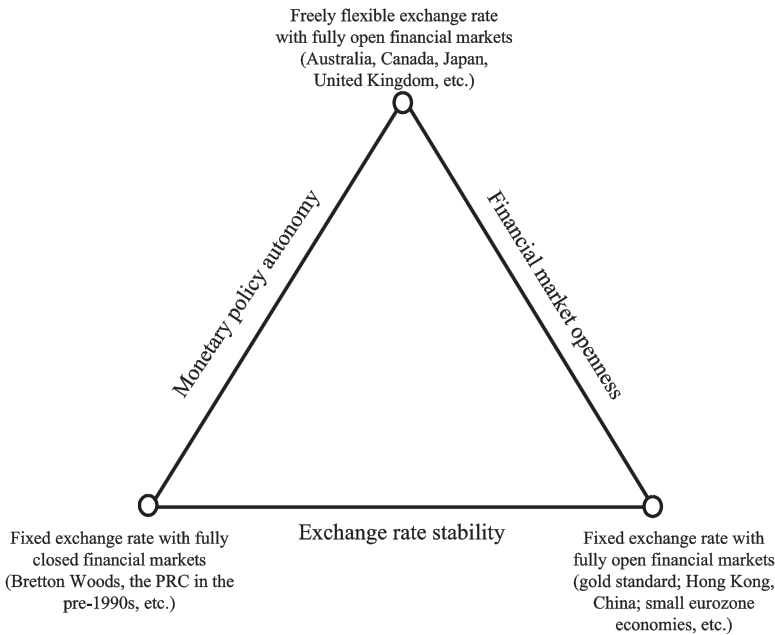 Freely flexible exchange rate
with fully open financial markets
(Australia, Canada, Japan,
United Kingdom, etc.)
Monetary policy autonomy
Financial market openness
Exchange rate stability
Fixed exchange rate with fully
closed financial markets
(Bretton Woods, the PRC in the
pre-1990s, etc.)
Fixed exchange rate with
fully open financial markets
(gold standard; Hong Kong,
China; small eurozone
economies, etc.)